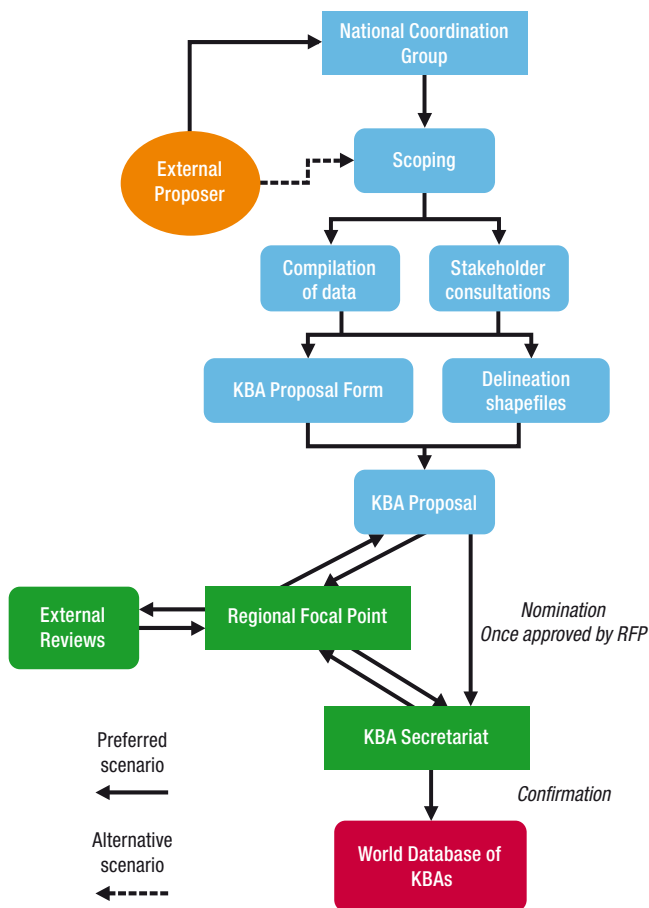 National Coordination
Group
External
Proposer
Scoping
Compilation
of data
Stakeholder
consultations
KBA Proposal Form
Delineation
shapefiles
KBA Proposal
External
Reviews
Regional Focal Point
Nomination
Once approved by RFP
KBA Secretariat
Preferred
scenario
Confirmation
Alternative
scenario
World Database of
KBAs